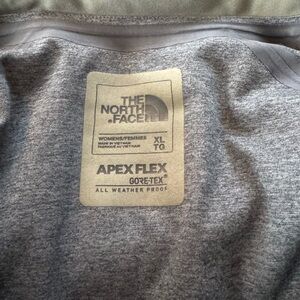 THE
NORTH
FACE
WOMENS/FEMMES
MADE IN VIETNAM
FABRIQUÉ AU VIETNAM
XL
TG
APEX FLEX
GORE-TEX
ALL WEATHER PROOF